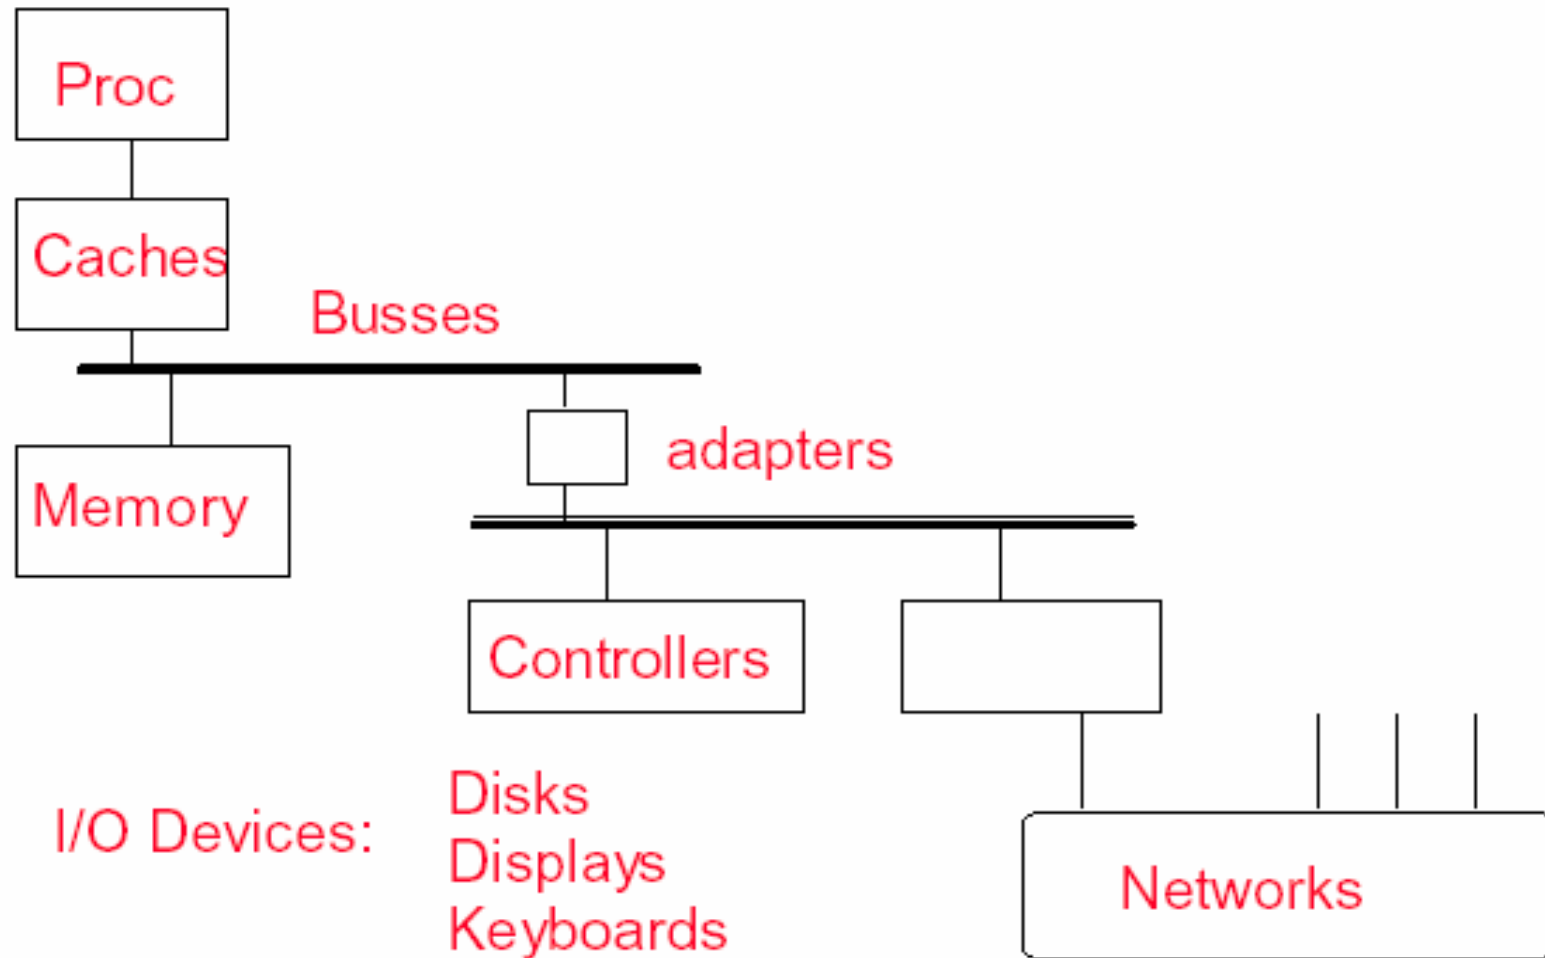 Proc
Caches
Busses
adapters
Memory
Controllers
I/O Devices:
Disks
Displays
Keyboards
Networks